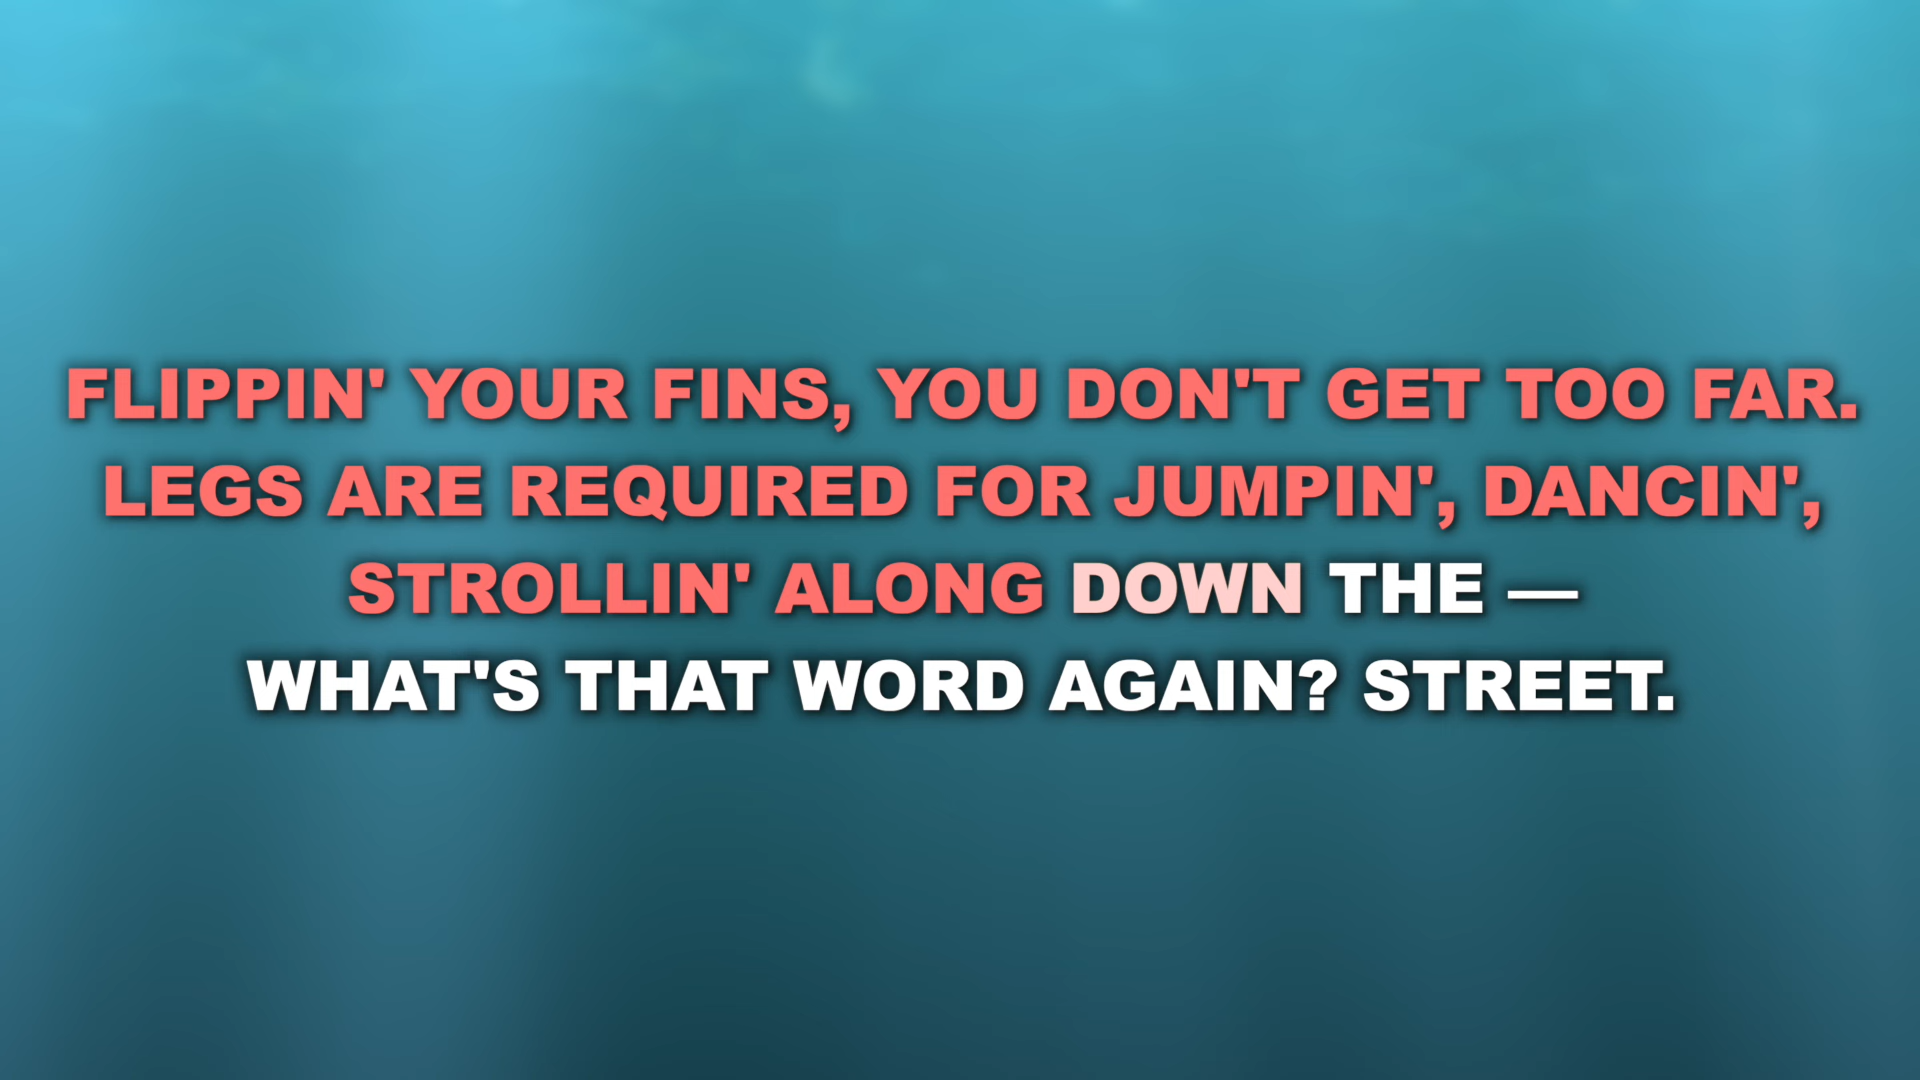 FLIPPIN' YOUR FINS, YOU DON'T GET TOO FAR.
LEGS ARE REQUIRED FOR JUMPIN', DANCIN',
STROLLIN' ALONG DOWN THE —
WHAT'S THAT WORD AGAIN? STREET.